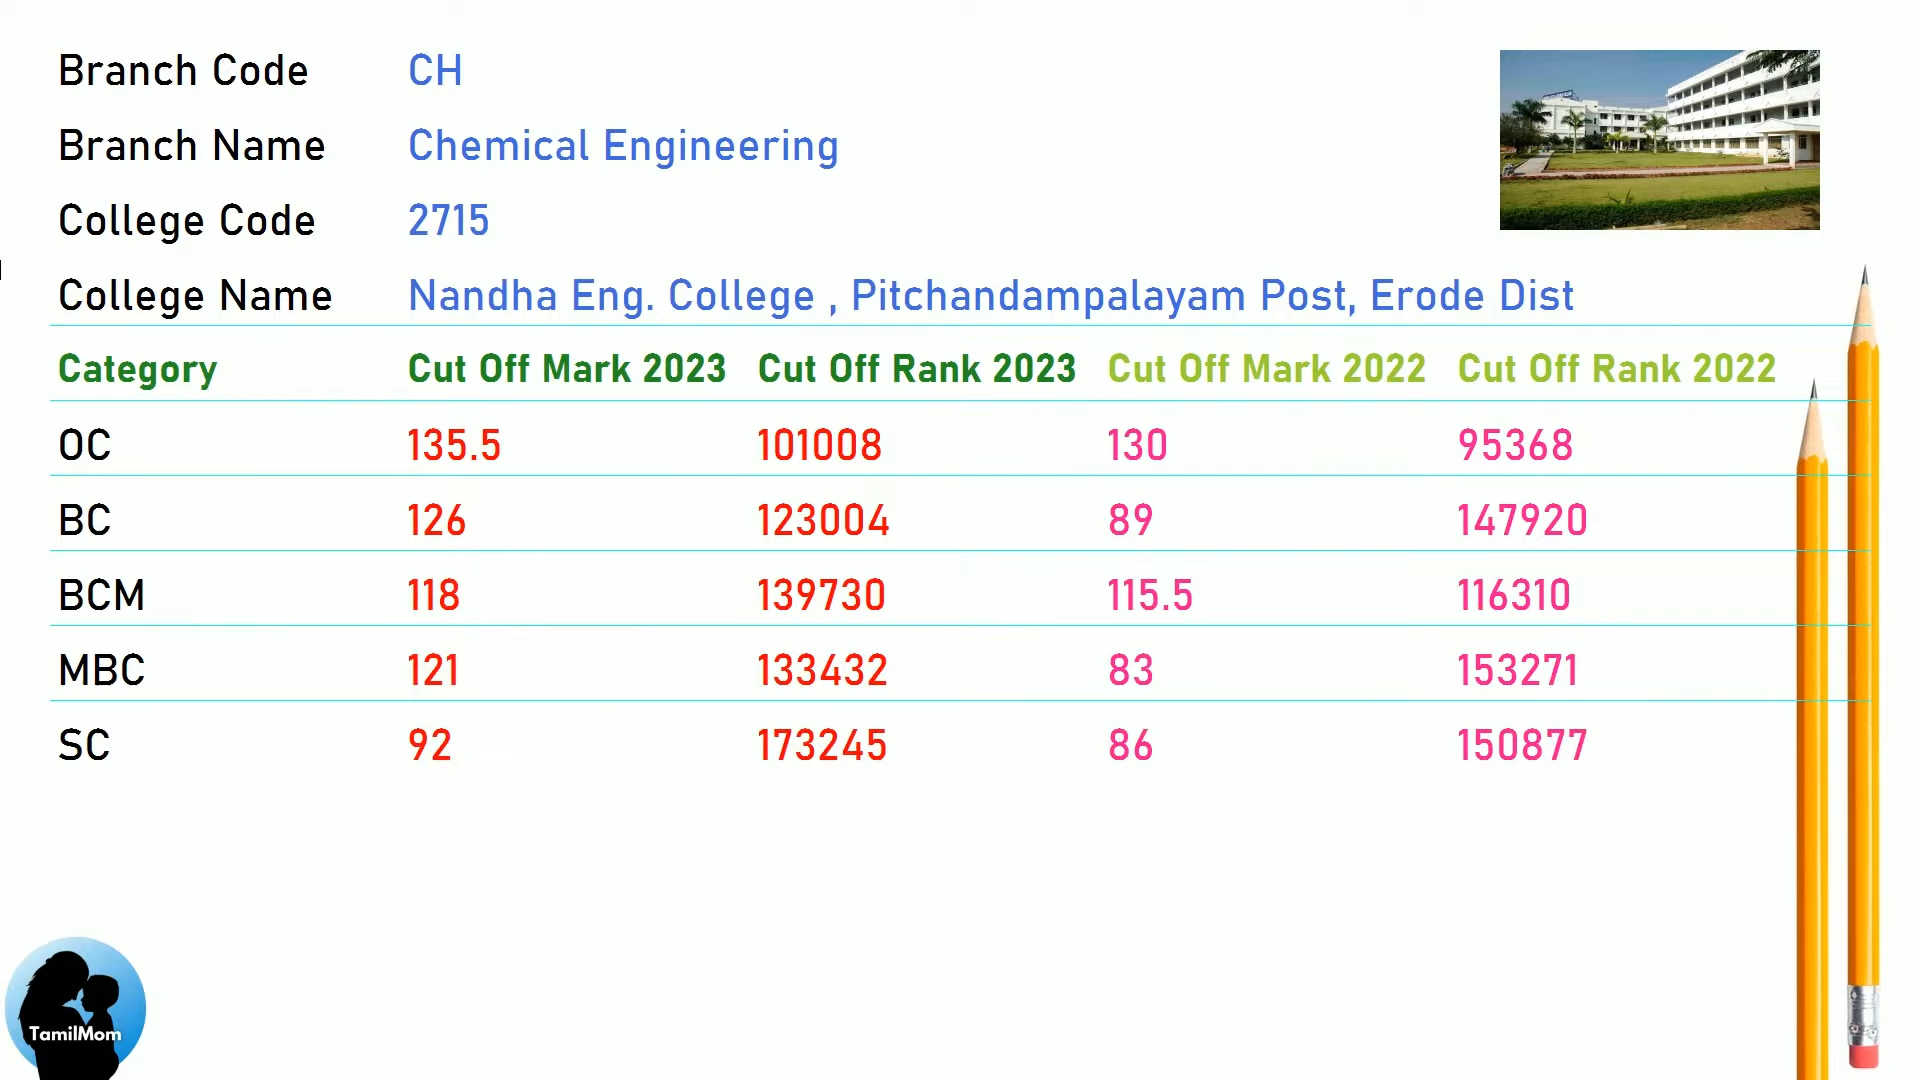 Branch Code CH
Branch Name Chemical Engineering
College Code 2715
College Name Nandha Eng. College , Pitchandampalayam Post, Erode Dist
Category Cut Off Mark 2023 Cut Off Rank 2023 Cut Off Mark 2022 Cut Off Rank 2022
OC 135.5 101008 130 95368
BC 126 123004 89 147920
BCM 118 139730 115.5 116310
MBC 121 133432 83 153271
SC 92 173245 86 150877
TamilMom